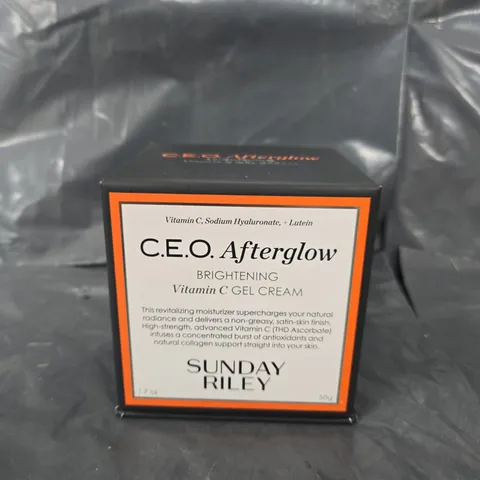 C.E.O. Afterglow
Vitamin C, Sodium Hyaluronate, + Lutein
C.E.O. Afterglow
BRIGHTENING
Vitamin C GEL CREAM
This revitalizing moisturizer supercharges your natural
radiance and delivers a non-greasy, satin-skin finish.
High-strength, advanced Vitamin C (THD Ascorbate)
infuses a concentrated burst of antioxidants and
natural collagen support straight into your skin.
SUNDAY
RILEY
1.7 oz 50g